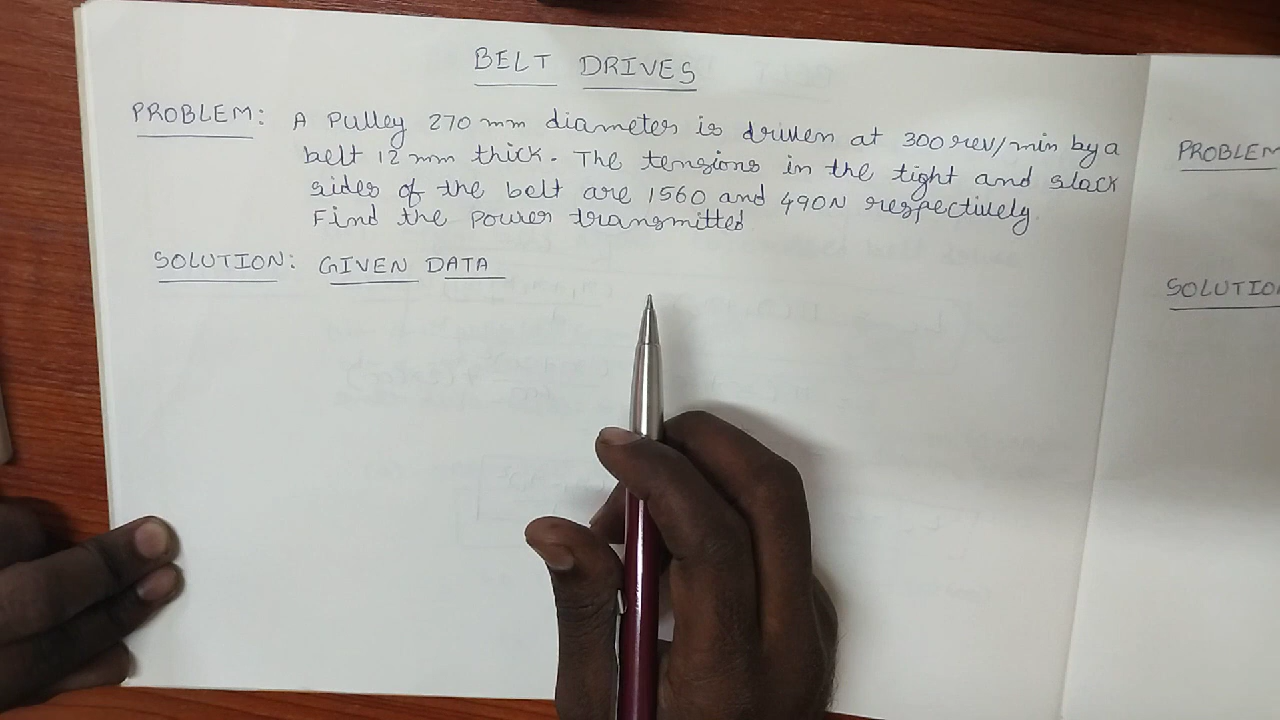 BELT DRIVES
PROBLEM: A Pulley 270 mm diameter is driven at 300 rev/min by a
belt 12 mm thick. The tensions in the tight and slack
sides of the belt are 1560 and 490N respectively.
Find the Power transmitted
SOLUTION: GIVEN DATA
PROBLEM
SOLUTIO